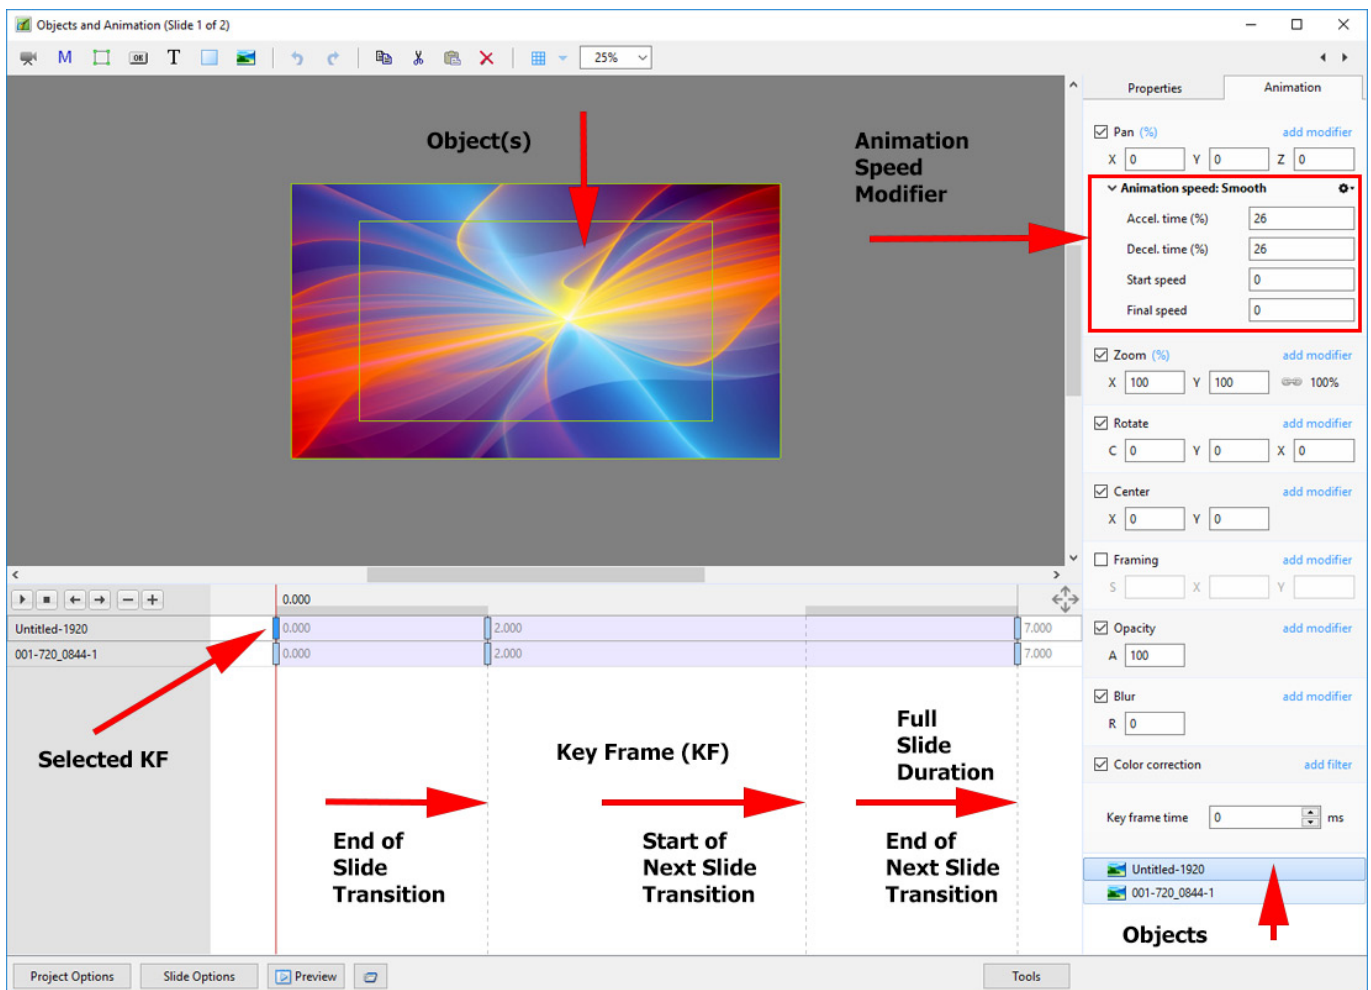 Objects and Animation (Slide 1 of 2)
M OK T 25%
Properties Animation
Object(s)
Animation
Speed
Modifier
Pan (%) add modifier
X 0 Y 0 Z 0
Animation speed: Smooth
Accel. time (%) 26
Decel. time (%) 26
Start speed 0
Final speed 0
Zoom (%) add modifier
X 100 Y 100 100%
Rotate add modifier
C 0 Y 0 X 0
Center add modifier
X 0 Y 0
Framing add modifier
S X Y
Opacity add modifier
A 100
Blur add modifier
R 0
Color correction add filter
Key frame time 0 ms
Untitled-1920
001-720_0844-1
Objects
0.000
Untitled-1920 0.000 2.000 7.000
001-720_0844-1 0.000 2.000 7.000
Selected KF
Key Frame (KF)
Full
Slide
Duration
End of
Slide
Transition
Start of
Next Slide
Transition
End of
Next Slide
Transition
Project Options Slide Options Preview Tools